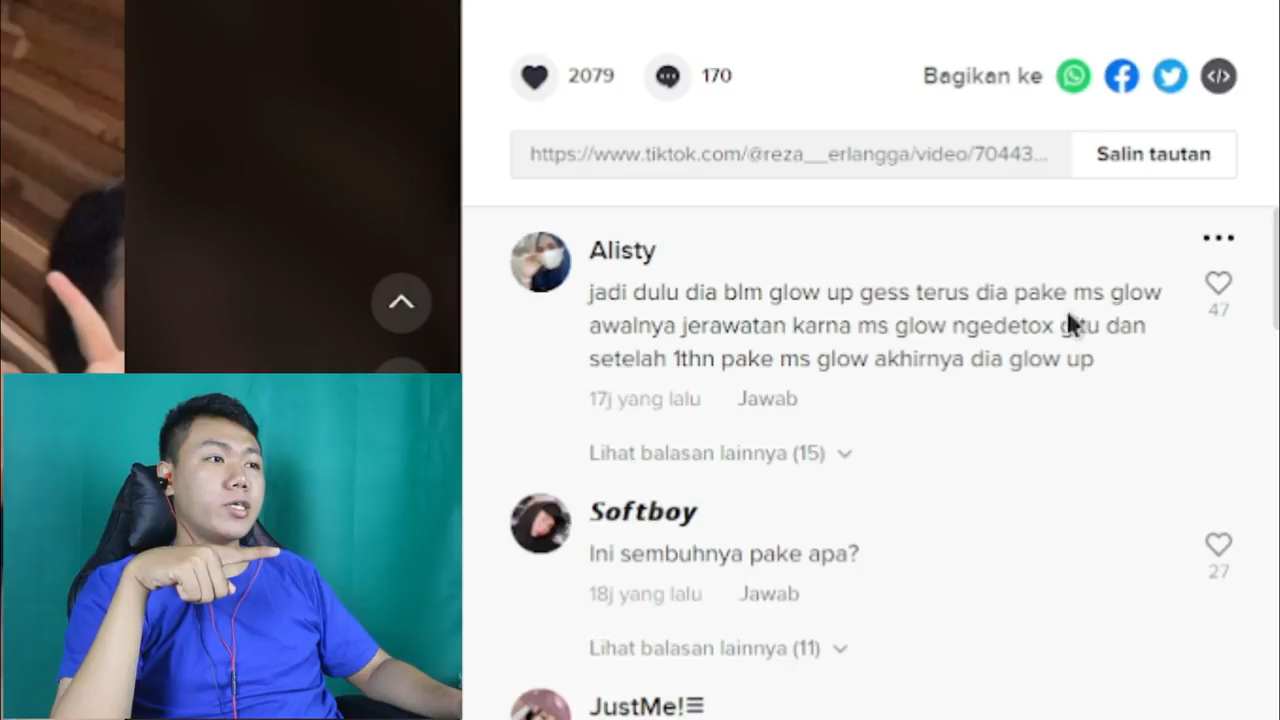 2079
170
Bagikan ke
https://www.tiktok.com/@reza__erlangga/video/70443...
Salin tautan
Alisty
jadi dulu dia blm glow up gess terus dia pake ms glow
47
awalnya jerawatan karna ms glow ngedetox gitu dan
setelah 1thn pake ms glow akhirnya dia glow up
17j yang lalu Jawab
Lihat balasan lainnya (15)
Softboy
Ini sembuhnya pake apa?
27
18j yang lalu Jawab
Lihat balasan lainnya (11)
JustMe!☰